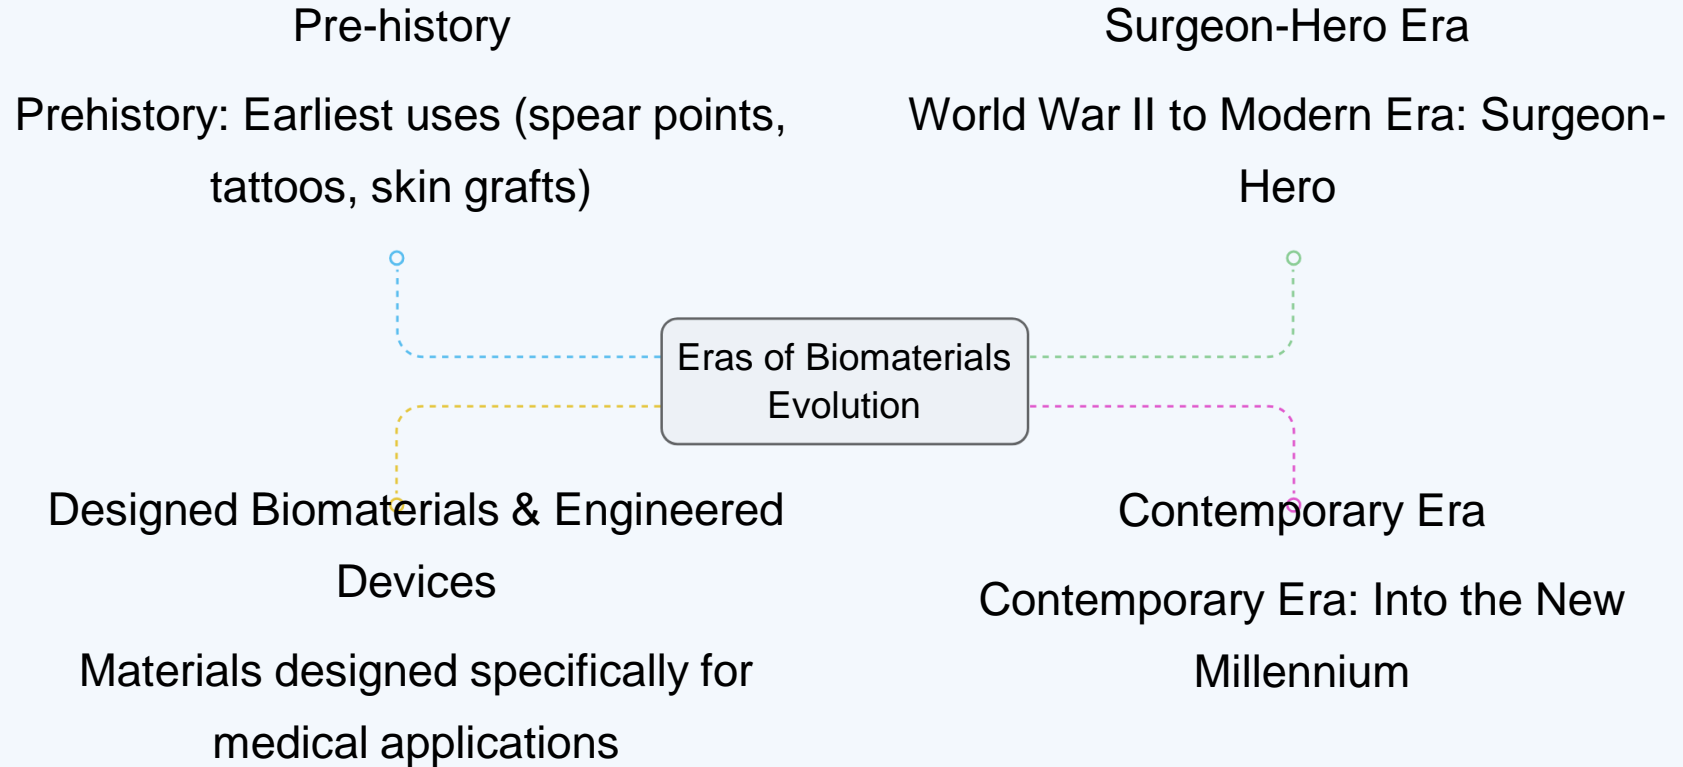 Pre-history
Prehistory: Earliest uses (spear points,
tattoos, skin grafts)
Surgeon-Hero Era
World War II to Modern Era: Surgeon-
Hero
Eras of Biomaterials
Evolution
Designed Biomaterials & Engineered
Devices
Materials designed specifically for
medical applications
Contemporary Era
Contemporary Era: Into the New
Millennium